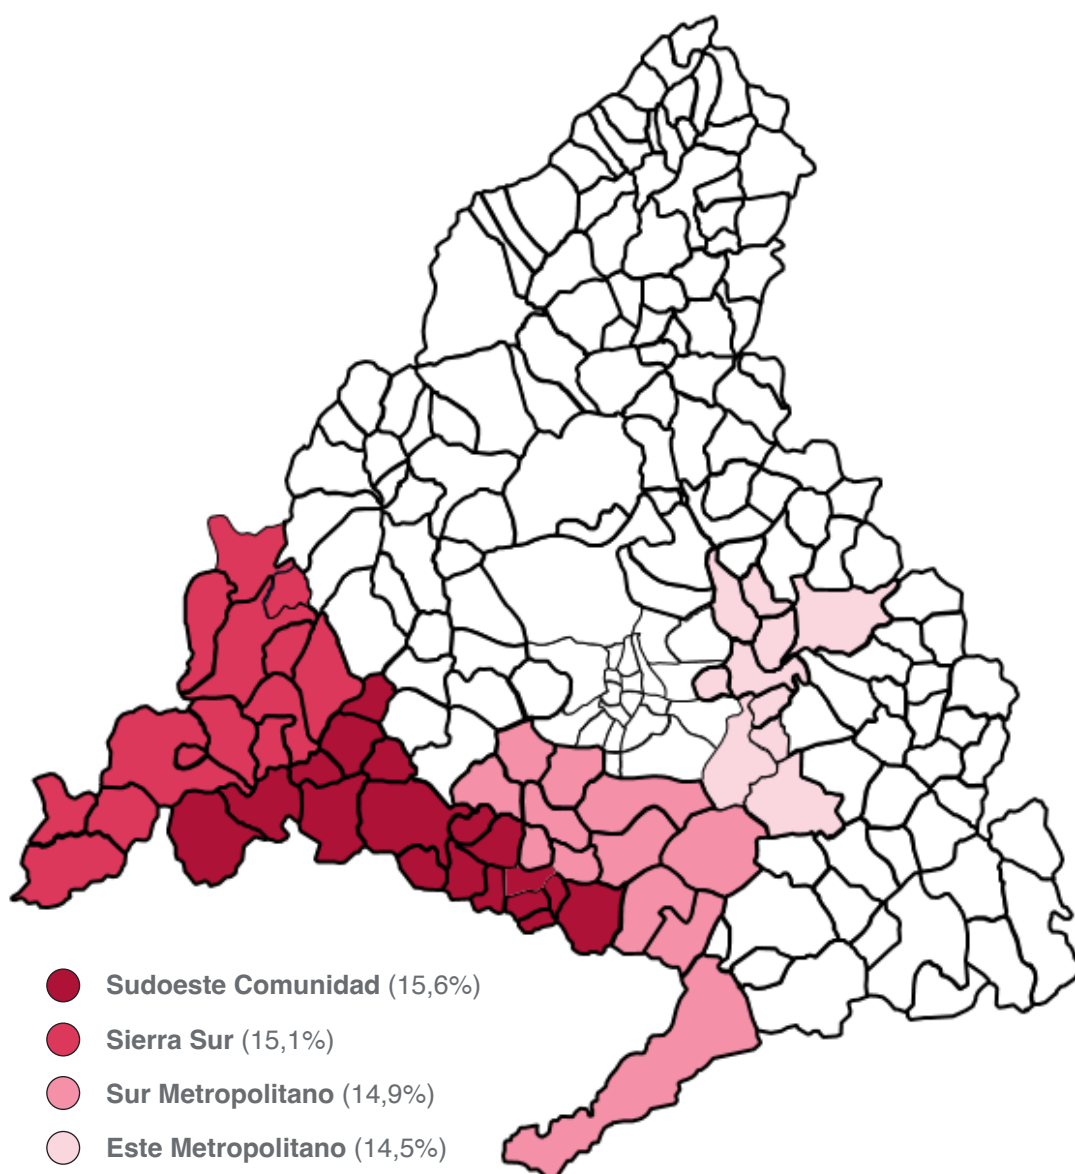 Sudoeste Comunidad (15,6%)
Sierra Sur (15,1%)
Sur Metropolitano (14,9%)
Este Metropolitano (14,5%)